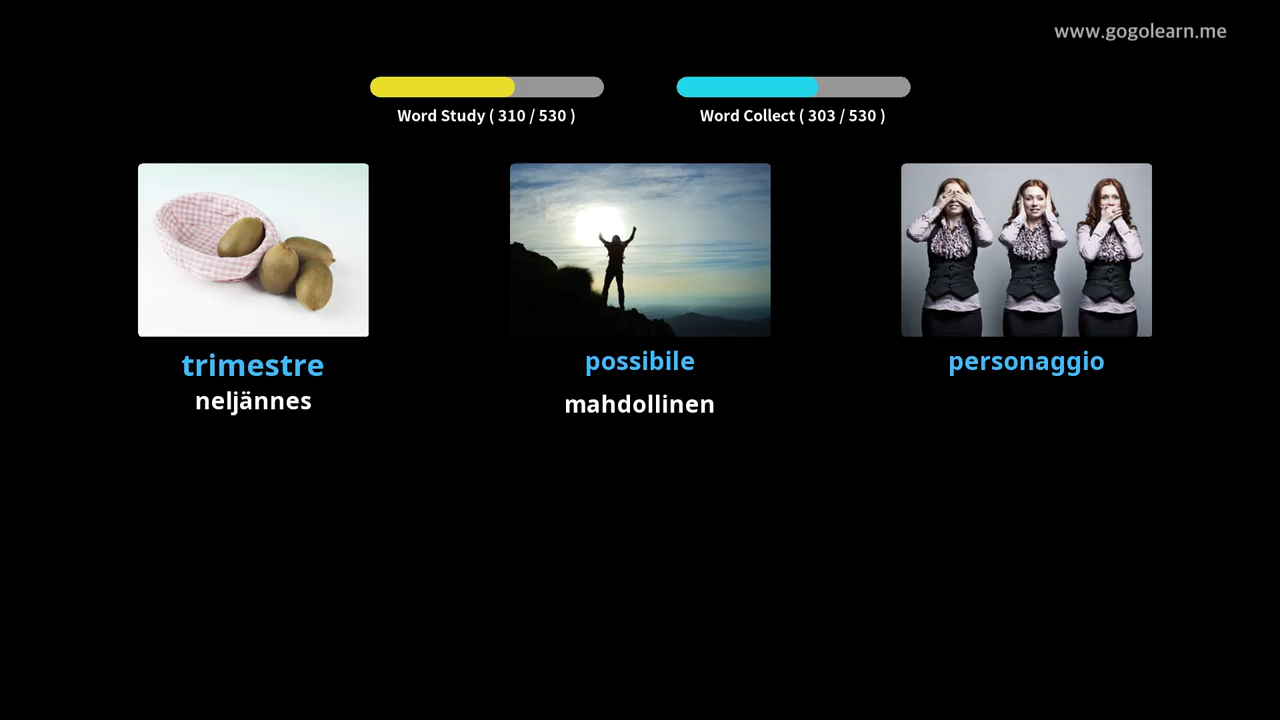 www.gogolearn.me
Word Study ( 310 / 530 )
Word Collect ( 303 / 530 )
trimestre
neljännes
possibile
mahdollinen
personaggio